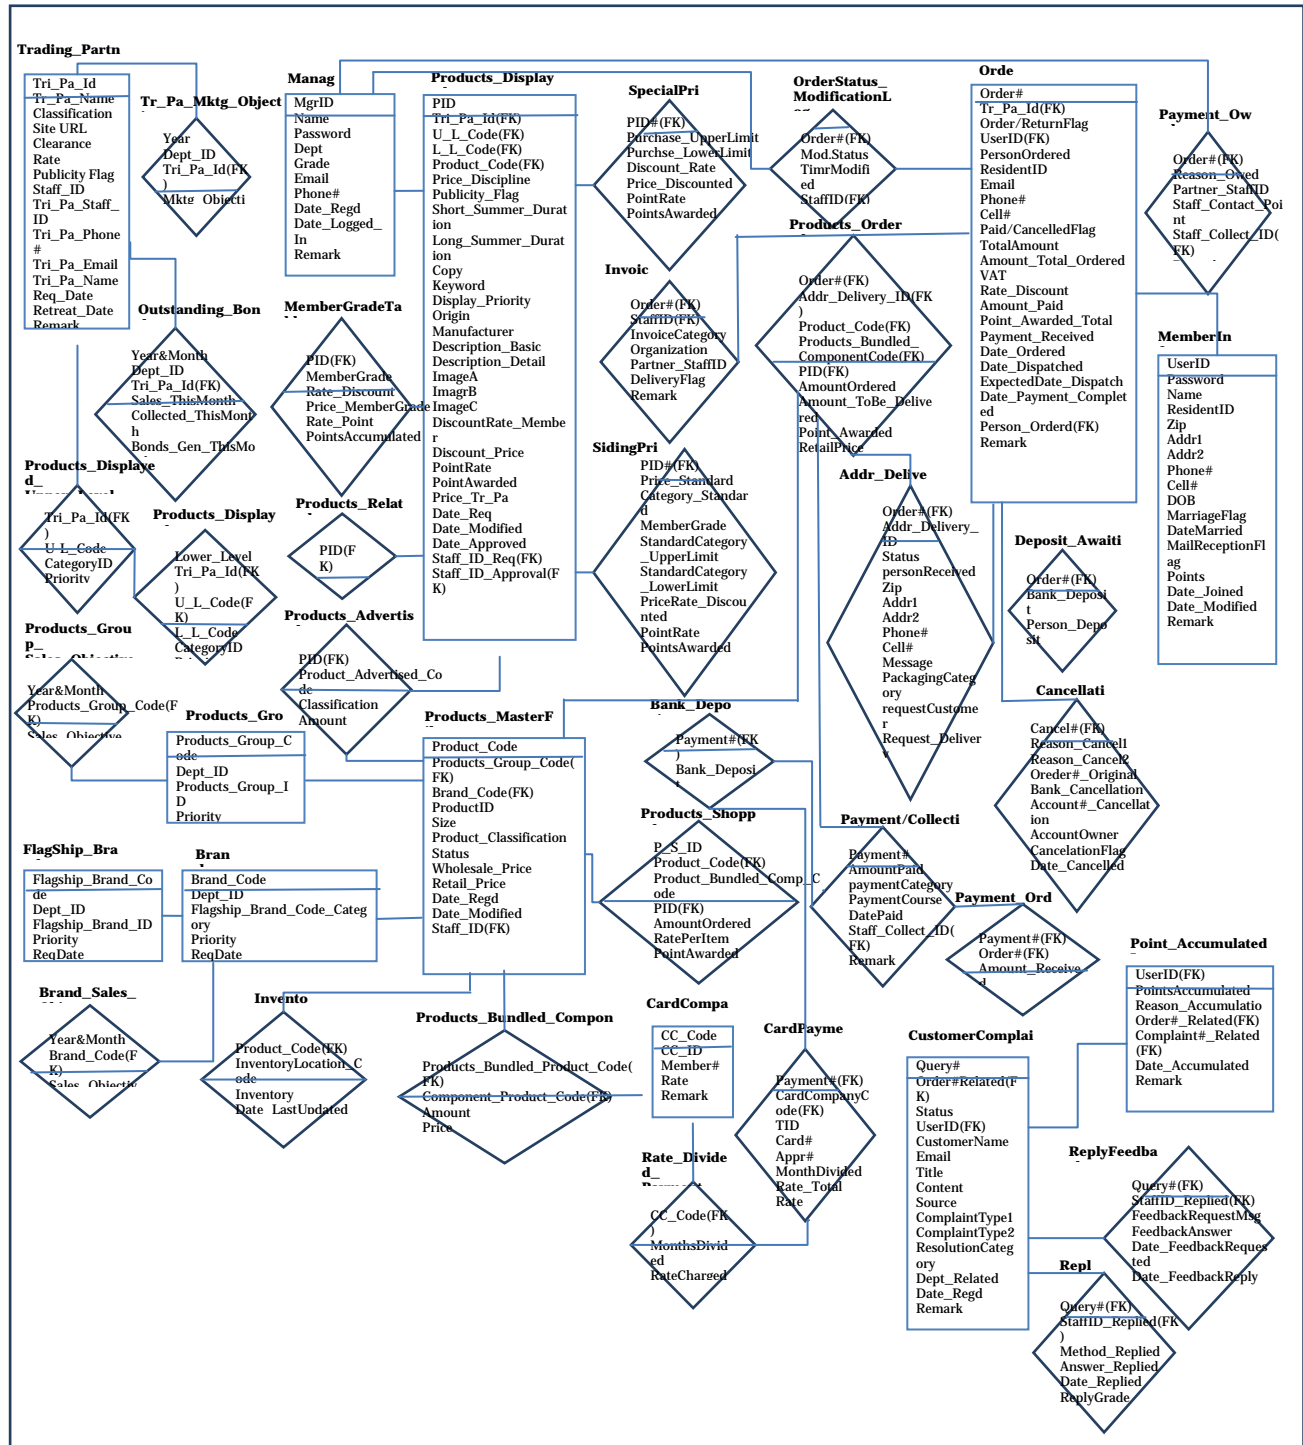 Trading_Partn
Tri_Pa_Id
Tr_Pa_Name
Classification
Site URL
Clearance
Rate
Publicity Flag
Staff_ID
Tri_Pa_Staff_
ID
Tri_Pa_Phone
#
Tri_Pa_Email
Tri_Pa_Name
Req_Date
Retreat_Date
Remark
Tr_Pa_Mktg_Object
Year
Dept_ID
Tri_Pa_Id(FK
)
Mktg_Objecti
Manag
MgrID
Name
Password
Dept
Grade
Email
Phone#
Date_Regd
Date_Logged_
In
Remark
Products_Display
PID
Tri_Pa_Id(FK)
U_L_Code(FK)
L_L_Code(FK)
Product_Code(FK)
Price_Discipline
Publicity_Flag
Short_Summer_Durat
ion
Long_Summer_Durat
ion
Copy
Keyword
Display_Priority
Origin
Manufacturer
Description_Basic
Description_Detail
ImageA
ImagrB
ImageC
DiscountRate_Membe
r
Discount_Price
PointRate
PointAwarded
Price_Tr_Pa
Date_Req
Date_Modified
Date_Approved
Staff_ID_Req(FK)
Staff_ID_Approval(F
K)
SpecialPri
PID#(FK)
Purchase_UpperLimit
Purchse_LowerLimit
Discount_Rate
Price_Discounted
PointRate
PointsAwarded
OrderStatus_
ModificationL
Order#(FK)
Mod.Status
TimrModifi
ed
StaffID(FK)
Orde
Order#
Tr_Pa_Id(FK)
Order/ReturnFlag
UserID(FK)
PersonOrdered
ResidentID
Email
Phone#
Cell#
Paid/CancelledFlag
TotalAmount
Amount_Total_Ordered
VAT
Rate_Discount
Amount_Paid
Point_Awarded_Total
Payment_Received
Date_Ordered
Date_Dispatched
ExpectedDate_Dispatch
Date_Payment_Complet
ed
Person_Orderd(FK)
Remark
Payment_Ow
Order#(FK)
Reason_Owed
Partner_StaffID
Staff_Contact_Poi
nt
Staff_Collect_ID(
FK)
Outstanding_Bon
Year&Month
Dept_ID
Tri_Pa_Id(FK)
Sales_ThisMonth
Collected_ThisMont
h
Bonds_Gen_ThisMo
MemberGradeTa
PID(FK)
MemberGrade
Rate_Discount
Price_MemberGrade
Rate_Point
PointsAccumulated
Invoic
Order#(FK)
StaffID(FK)
InvoiceCategory
Organization
Partner_StaffID
DeliveryFlag
Remark
Products_Order
Order#(FK)
Addr_Delivery_ID(FK
)
Product_Code(FK)
Products_Bundled_
ComponentCode(FK)
PID(FK)
AmountOrdered
Amount_ToBe_Delive
red
Point_Awarded
RetailPrice
MemberIn
UserID
Password
Name
ResidentID
Zip
Addr1
Addr2
Phone#
Cell#
DOB
MarriageFlag
DateMarried
MailReceptionFl
ag
Points
Date_Joined
Date_Modified
Remark
Products_Displaye
d_
Tri_Pa_Id(FK
)
U_L_Code
CategoryID
Priority
Products_Display
Lower_Level
Tri_Pa_Id(FK
)
U_L_Code(F
K)
L_L_Code
CategoryID
Products_Relat
PID(F
K)
SidingPri
PID#(FK)
Price_Standard
Category_Standar
d
MemberGrade
StandardCategory
_UpperLimit
StandardCategory
_LowerLimit
PriceRate_Discou
nted
PointRate
PointsAwarded
Addr_Delive
Order#(FK)
Addr_Delivery_
ID
Status
personReceived
Zip
Addr1
Addr2
Phone#
Cell#
Message
PackagingCateg
ory
requestCustome
r
Request_Deliver
y
Deposit_Awaiti
Order#(FK)
Bank_Deposi
t
Person_Depo
sit
Products_Grou
p_
Year&Month
Products_Group_Code(F
K)
Sales_Objective
Products_Advertis
PID(FK)
Product_Advertised_Co
de
Classification
Amount
Products_Gro
Products_Group_C
ode
Dept_ID
Products_Group_I
D
Priority
Products_MasterF
Product_Code
Products_Group_Code(
FK)
Brand_Code(FK)
ProductID
Size
Product_Classification
Status
Wholesale_Price
Retail_Price
Date_Regd
Date_Modified
Staff_ID(FK)
Bank_Depo
Payment#(FK
)
Bank_Deposi
t
Cancellati
Cancel#(FK)
Reason_Cancel1
Reason_Cancel2
Oreder#_Original
Bank_Cancellation
Account#_Cancellat
ion
AccountOwner
CancelationFlag
Date_Cancelled
Products_Shopp
P_S_ID
Product_Code(FK)
Product_Bundled_Comp_C
ode
PID(FK)
AmountOrdered
RatePerItem
PointAwarded
Payment/Collecti
Payment#
AmountPaid
paymentCategory
PaymentCourse
DatePaid
Staff_Collect_ID(
FK)
Remark
Payment_Ord
Payment#(FK)
Order#(FK)
Amount_Receive
d
FlagShip_Bra
Flagship_Brand_Co
de
Dept_ID
Flagship_Brand_ID
Priority
RegDate
Bran
Brand_Code
Dept_ID
Flagship_Brand_Code_Categ
ory
Priority
RegDate
Point_Accumulated
UserID(FK)
PointsAccumulated
Reason_Accumulatio
Order#_Related(FK)
Complaint#_Related
(FK)
Date_Accumulated
Remark
Brand_Sales_
Year&Month
Brand_Code(F
K)
Sales_Objectiv
Invento
Product_Code(FK)
InventoryLocation_C
ode
Inventory
Date_LastUpdated
Products_Bundled_Compon
Products_Bundled_Product_Code(
FK)
Component_Product_Code(FK)
Amount
Price
CardCompa
CC_Code
CC_ID
Member#
Rate
Remark
CardPayme
Payment#(FK)
CardCompanyC
ode(FK)
TID
Card#
Appr#
MonthDivided
Rate_Total
Rate
CustomerComplai
Query#
Order#Related(F
K)
Status
UserID(FK)
CustomerName
Email
Title
Content
Source
ComplaintType1
ComplaintType2
ResolutionCateg
ory
Dept_Related
Date_Regd
Remark
Rate_Divide
d_
CC_Code(FK
)
MonthsDivid
ed
RateCharged
ReplyFeedba
Query#(FK)
StaffID_Replied(FK)
FeedbackRequestMsg
FeedbackAnswer
Date_FeedbackReques
ted
Date_FeedbackReply
Repl
Query#(FK)
StaffID_Replied(FK
)
Method_Replied
Answer_Replied
Date_Replied
ReplyGrade